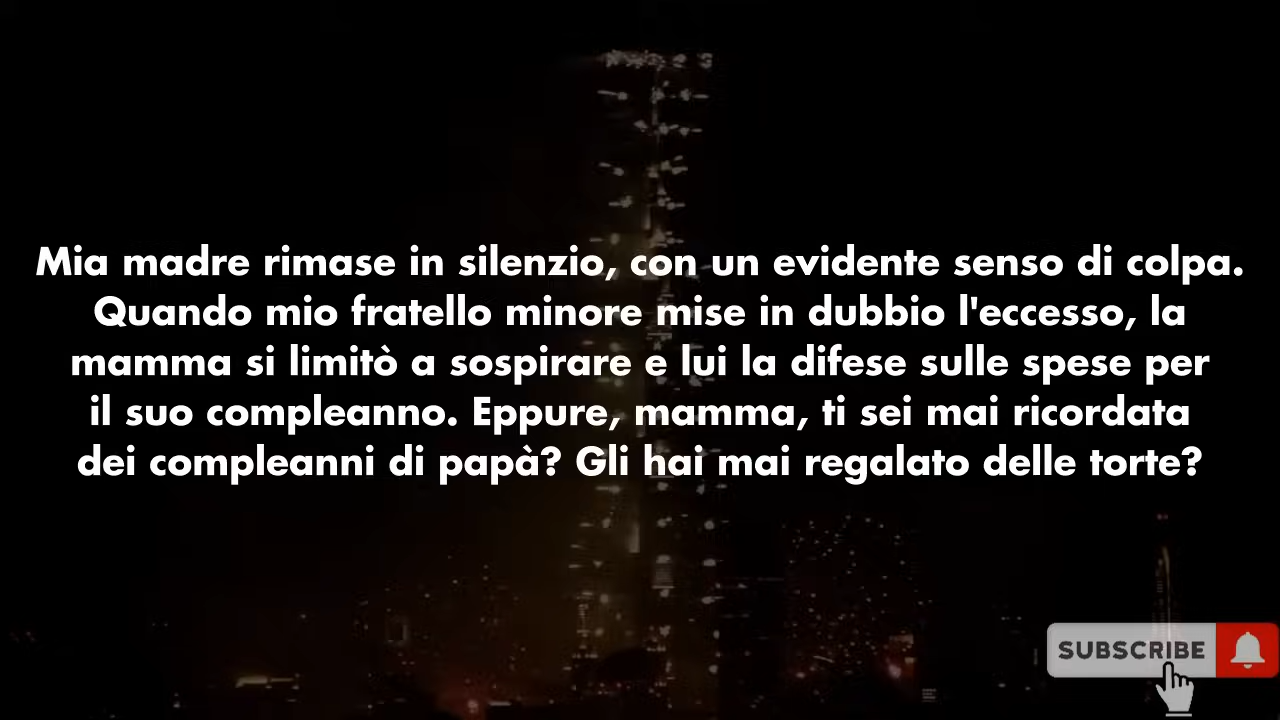 Mia madre rimase in silenzio, con un evidente senso di colpa.
Quando mio fratello minore mise in dubbio l'eccesso, la
mamma si limitò a sospirare e lui la difese sulle spese per
il suo compleanno. Eppure, mamma, ti sei mai ricordata
dei compleanni di papà? Gli hai mai regalato delle torte?
SUBSCRIBE